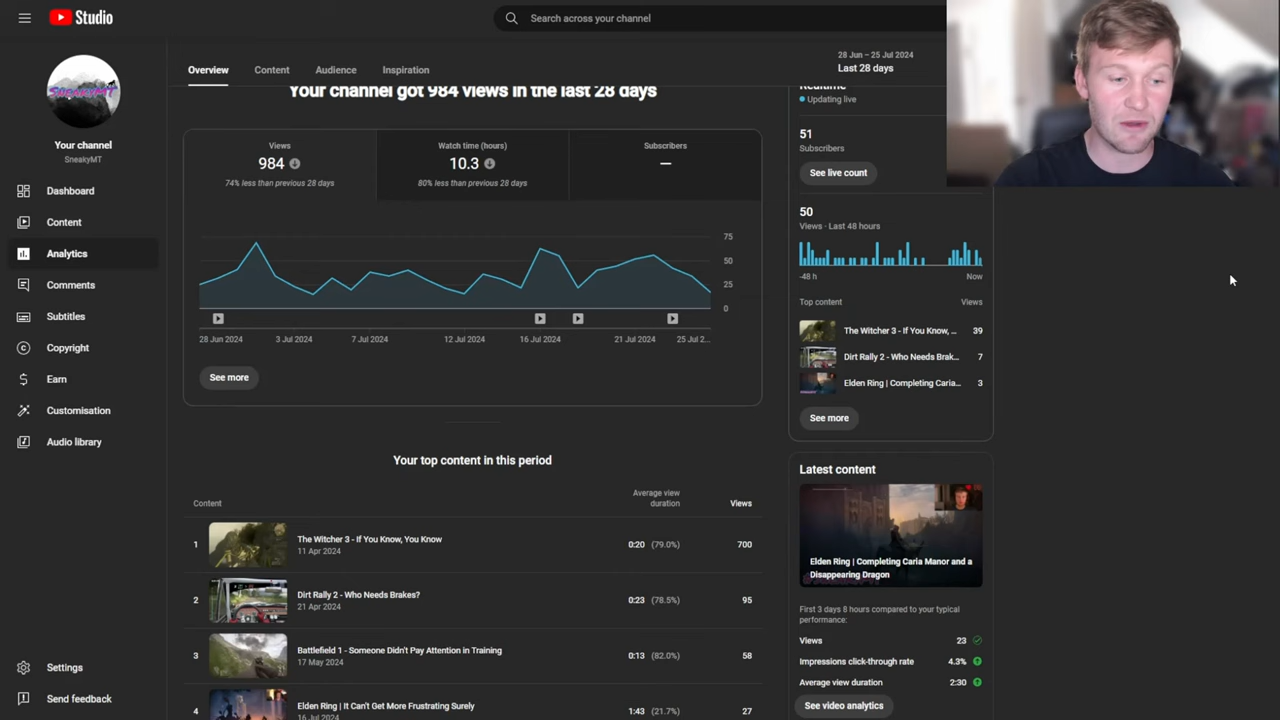 Studio
Search across your channel
Your channel
SneakyMT
Dashboard
Content
Analytics
Comments
Subtitles
Copyright
Earn
Customisation
Audio library
Settings
Send feedback
Overview
Content
Audience
Inspiration
28 Jun – 25 Jul 2024
Last 28 days
Your channel got 984 views in the last 28 days
Views
984
74% less than previous 28 days
Watch time (hours)
10.3
80% less than previous 28 days
Subscribers
—
75
50
25
0
28 Jun 2024
3 Jul 2024
7 Jul 2024
12 Jul 2024
16 Jul 2024
21 Jul 2024
25 Jul 2...
See more
Your top content in this period
Content
Average view
duration
Views
1
The Witcher 3 - If You Know, You Know
11 Apr 2024
0:20 (79.0%)
700
2
Dirt Rally 2 - Who Needs Brakes?
21 Apr 2024
0:23 (78.5%)
95
3
Battlefield 1 - Someone Didn't Pay Attention in Training
17 May 2024
0:13 (82.0%)
58
4
Elden Ring | It Can't Get More Frustrating Surely
16 Jul 2024
1:43 (21.7%)
27
Realtime
Updating live
51
Subscribers
See live count
50
Views · Last 48 hours
-48 h
Now
Top content
Views
The Witcher 3 - If You Know, ...
39
Dirt Rally 2 - Who Needs Brak...
7
Elden Ring | Completing Caria...
3
See more
Latest content
Elden Ring | Completing Caria Manor and a
Disappearing Dragon
First 3 days 8 hours compared to your typical
performance:
Views
23
Impressions click-through rate
4.3%
Average view duration
2:30
See video analytics